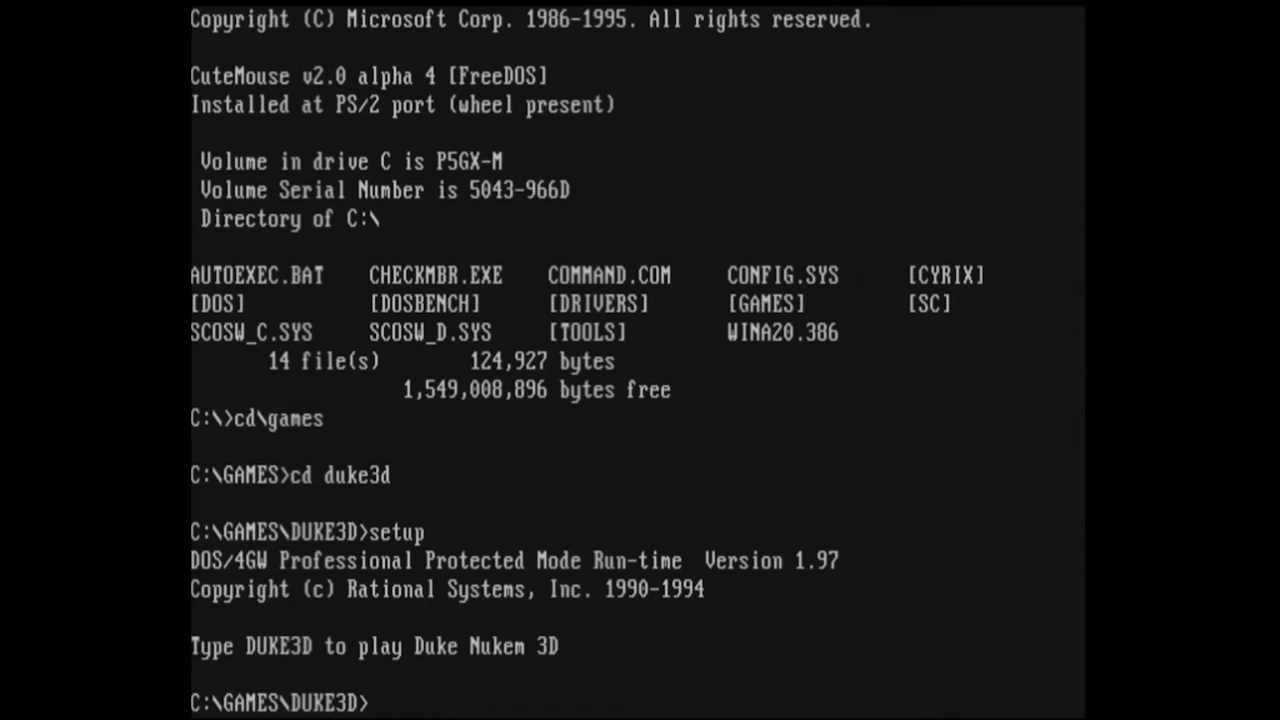 Copyright (C) Microsoft Corp. 1986-1995. All rights reserved.
CuteMouse v2.0 alpha 4 [FreeDOS]
Installed at PS/2 port (wheel present)
Volume in drive C is P5GX-M
Volume Serial Number is 5043-966D
Directory of C:\
AUTOEXEC.BAT CHECKMBR.EXE COMMAND.COM CONFIG.SYS [CYRIX]
[DOS] [DOSBENCH] [DRIVERS] [GAMES] [SC]
SCOSW_C.SYS SCOSW_D.SYS [TOOLS] WINA20.386
14 file(s) 124,927 bytes
1,549,008,896 bytes free
C:\>cd\games
C:\GAMES>cd duke3d
C:\GAMES\DUKE3D>setup
DOS/4GW Professional Protected Mode Run-time Version 1.97
Copyright (c) Rational Systems, Inc. 1990-1994
Type DUKE3D to play Duke Nukem 3D
C:\GAMES\DUKE3D>